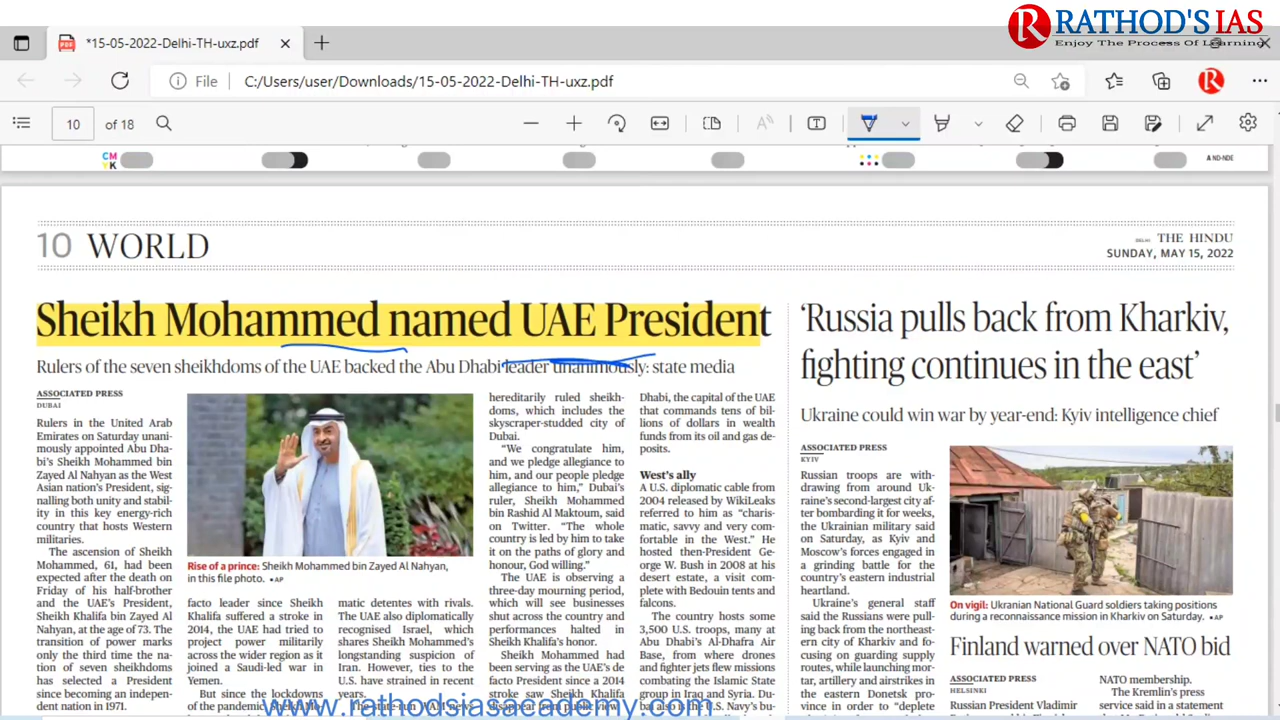 RATHOD'S IAS
Enjoy The Process Of Learning
*15-05-2022-Delhi-TH-uxz.pdf
File
C:/Users/user/Downloads/15-05-2022-Delhi-TH-uxz.pdf
10
of 18
CM
YK
A ND-NDE
10 WORLD
DELHI THE HINDU
SUNDAY, MAY 15, 2022
Sheikh Mohammed named UAE President
Rulers of the seven sheikhdoms of the UAE backed the Abu Dhabi leader unanimously: state media
ASSOCIATED PRESS
DUBAI
Rulers in the United Arab
Emirates on Saturday unani-
mously appointed Abu Dha-
bi's Sheikh Mohammed bin
Zayed Al Nahyan as the West
Asian nation's President, sig-
nalling both unity and stabil-
ity in this key energy-rich
country that hosts Western
militaries.
The ascension of Sheikh
Mohammed, 61, had been
expected after the death on
Friday of his half-brother
and the UAE's President,
Sheikh Khalifa bin Zayed Al
Nahyan, at the age of 73. The
transition of power marks
only the third time the na-
tion of seven sheikhdoms
has selected a President
since becoming an indepen-
dent nation in 1971.
Rise of a prince: Sheikh Mohammed bin Zayed Al Nahyan,
in this file photo. •AP
facto leader since Sheikh
Khalifa suffered a stroke in
2014, the UAE had tried to
project power militarily
across the wider region as it
joined a Saudi-led war in
Yemen.
But since the lockdowns
of the pandemic,
matic detentes with rivals.
The UAE also diplomatically
recognised Israel, which
shares Sheikh Mohammed's
longstanding suspicion of
Iran. However, ties to the
U.S. have strained in recent
years.
hereditarily ruled sheikh-
doms, which includes the
skyscraper-studded city of
Dubai.
"We congratulate him,
and we pledge allegiance to
him, and our people pledge
allegiance to him," Dubai's
ruler, Sheikh Mohammed
bin Rashid Al Maktoum, said
on Twitter. "The whole
country is led by him to take
it on the paths of glory and
honour, God willing."
The UAE is observing a
three-day mourning period,
which will see businesses
shut across the country and
performances halted in
Sheikh Khalifa's honor.
Sheikh Mohammed had
been serving as the UAE's de
facto President since a 2014
stroke saw Sheikh Khalifa
disappear from public view
Dhabi, the capital of the UAE
that commands tens of bil-
lions of dollars in wealth
funds from its oil and gas de-
posits.
West's ally
A U.S. diplomatic cable from
2004 released by WikiLeaks
referred to him as "charis-
matic, savvy and very com-
fortable in the West." He
hosted then-President Ge-
orge W. Bush in 2008 at his
desert estate, a visit com-
plete with Bedouin tents and
falcons.
The country hosts some
3,500 U.S. troops, many at
Abu Dhabi's Al-Dhafra Air
Base, from where drones
and fighter jets flew missions
combating the Islamic State
group in Iraq and Syria. Du-
bai also is the U.S. Navy's bu-
'Russia pulls back from Kharkiv,
fighting continues in the east'
Ukraine could win war by year-end: Kyiv intelligence chief
ASSOCIATED PRESS
KYIV
Russian troops are with-
drawing from around Uk-
raine's second-largest city af-
ter bombarding it for weeks,
the Ukrainian military said
on Saturday, as Kyiv and
Moscow's forces engaged in
a grinding battle for the
country's eastern industrial
heartland.
Ukraine's general staff
said the Russians were pull-
ing back from the northeast-
ern city of Kharkiv and fo-
cusing on guarding supply
routes, while launching mor-
tar, artillery and airstrikes in
the eastern Donetsk pro-
vince in order to "deplete
On vigil: Ukranian National Guard soldiers taking positions
during a reconnaissance mission in Kharkiv on Saturday. •AP
Finland warned over NATO bid
ASSOCIATED PRESS
HELSINKI
Russian President Vladimir
NATO membership.
The Kremlin's press
service said in a statement
www.rathodsiasacademy.com